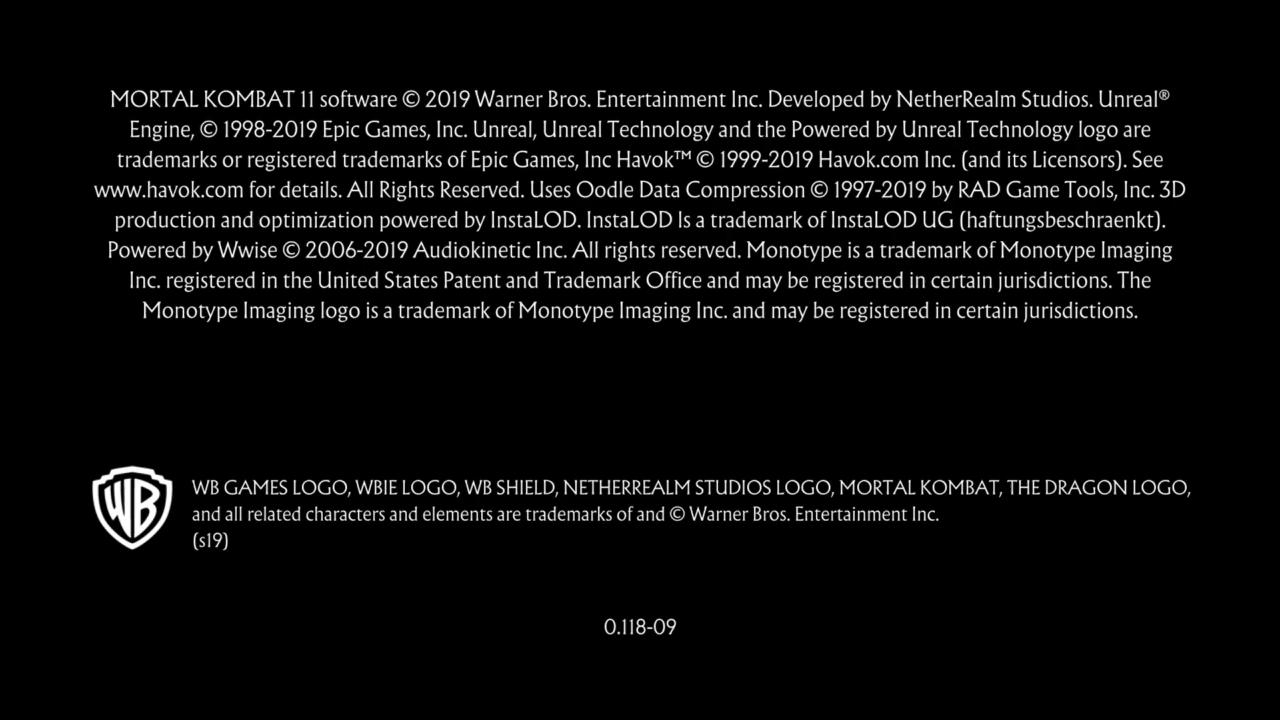 MORTAL KOMBAT 11 software © 2019 Warner Bros. Entertainment Inc. Developed by NetherRealm Studios. Unreal®
Engine, © 1998-2019 Epic Games, Inc. Unreal, Unreal Technology and the Powered by Unreal Technology logo are
trademarks or registered trademarks of Epic Games, Inc Havok™ © 1999-2019 Havok.com Inc. (and its Licensors). See
www.havok.com for details. All Rights Reserved. Uses Oodle Data Compression © 1997-2019 by RAD Game Tools, Inc. 3D
production and optimization powered by InstaLOD. InstaLOD Is a trademark of InstaLOD UG (haftungsbeschraenkt).
Powered by Wwise © 2006-2019 Audiokinetic Inc. All rights reserved. Monotype is a trademark of Monotype Imaging
Inc. registered in the United States Patent and Trademark Office and may be registered in certain jurisdictions. The
Monotype Imaging logo is a trademark of Monotype Imaging Inc. and may be registered in certain jurisdictions.
WB
WB GAMES LOGO, WBIE LOGO, WB SHIELD, NETHERREALM STUDIOS LOGO, MORTAL KOMBAT, THE DRAGON LOGO,
and all related characters and elements are trademarks of and © Warner Bros. Entertainment Inc.
(s19)
0.118-09